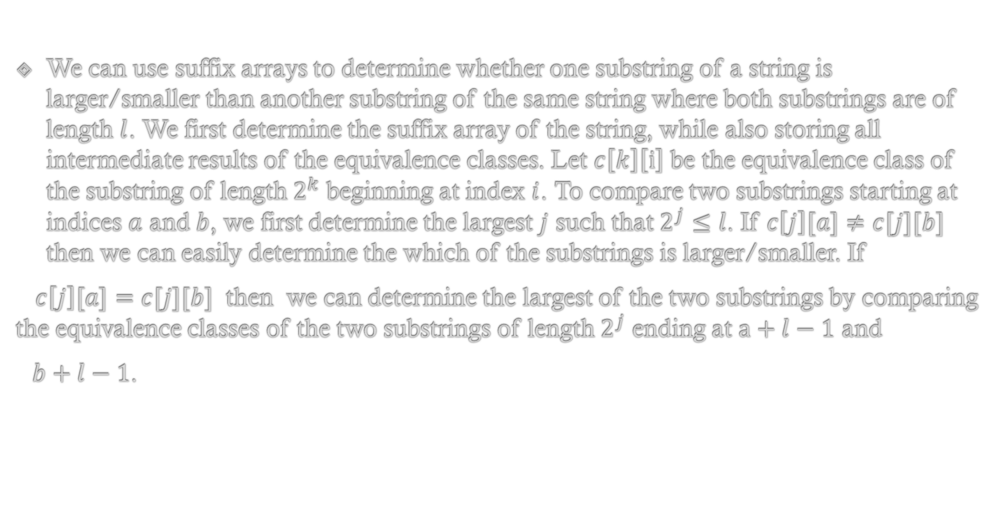 ❖ We can use suffix arrays to determine whether one substring of a string is
larger/smaller than another substring of the same string where both substrings are of
length l. We first determine the suffix array of the string, while also storing all
intermediate results of the equivalence classes. Let c[k][i] be the equivalence class of
the substring of length 2^k beginning at index i. To compare two substrings starting at
indices a and b, we first determine the largest j such that 2^j ≤ l. If c[j][a] ≠ c[j][b]
then we can easily determine the which of the substrings is larger/smaller. If
c[j][a] = c[j][b] then we can determine the largest of the two substrings by comparing
the equivalence classes of the two substrings of length 2^j ending at a + l − 1 and
b + l − 1.